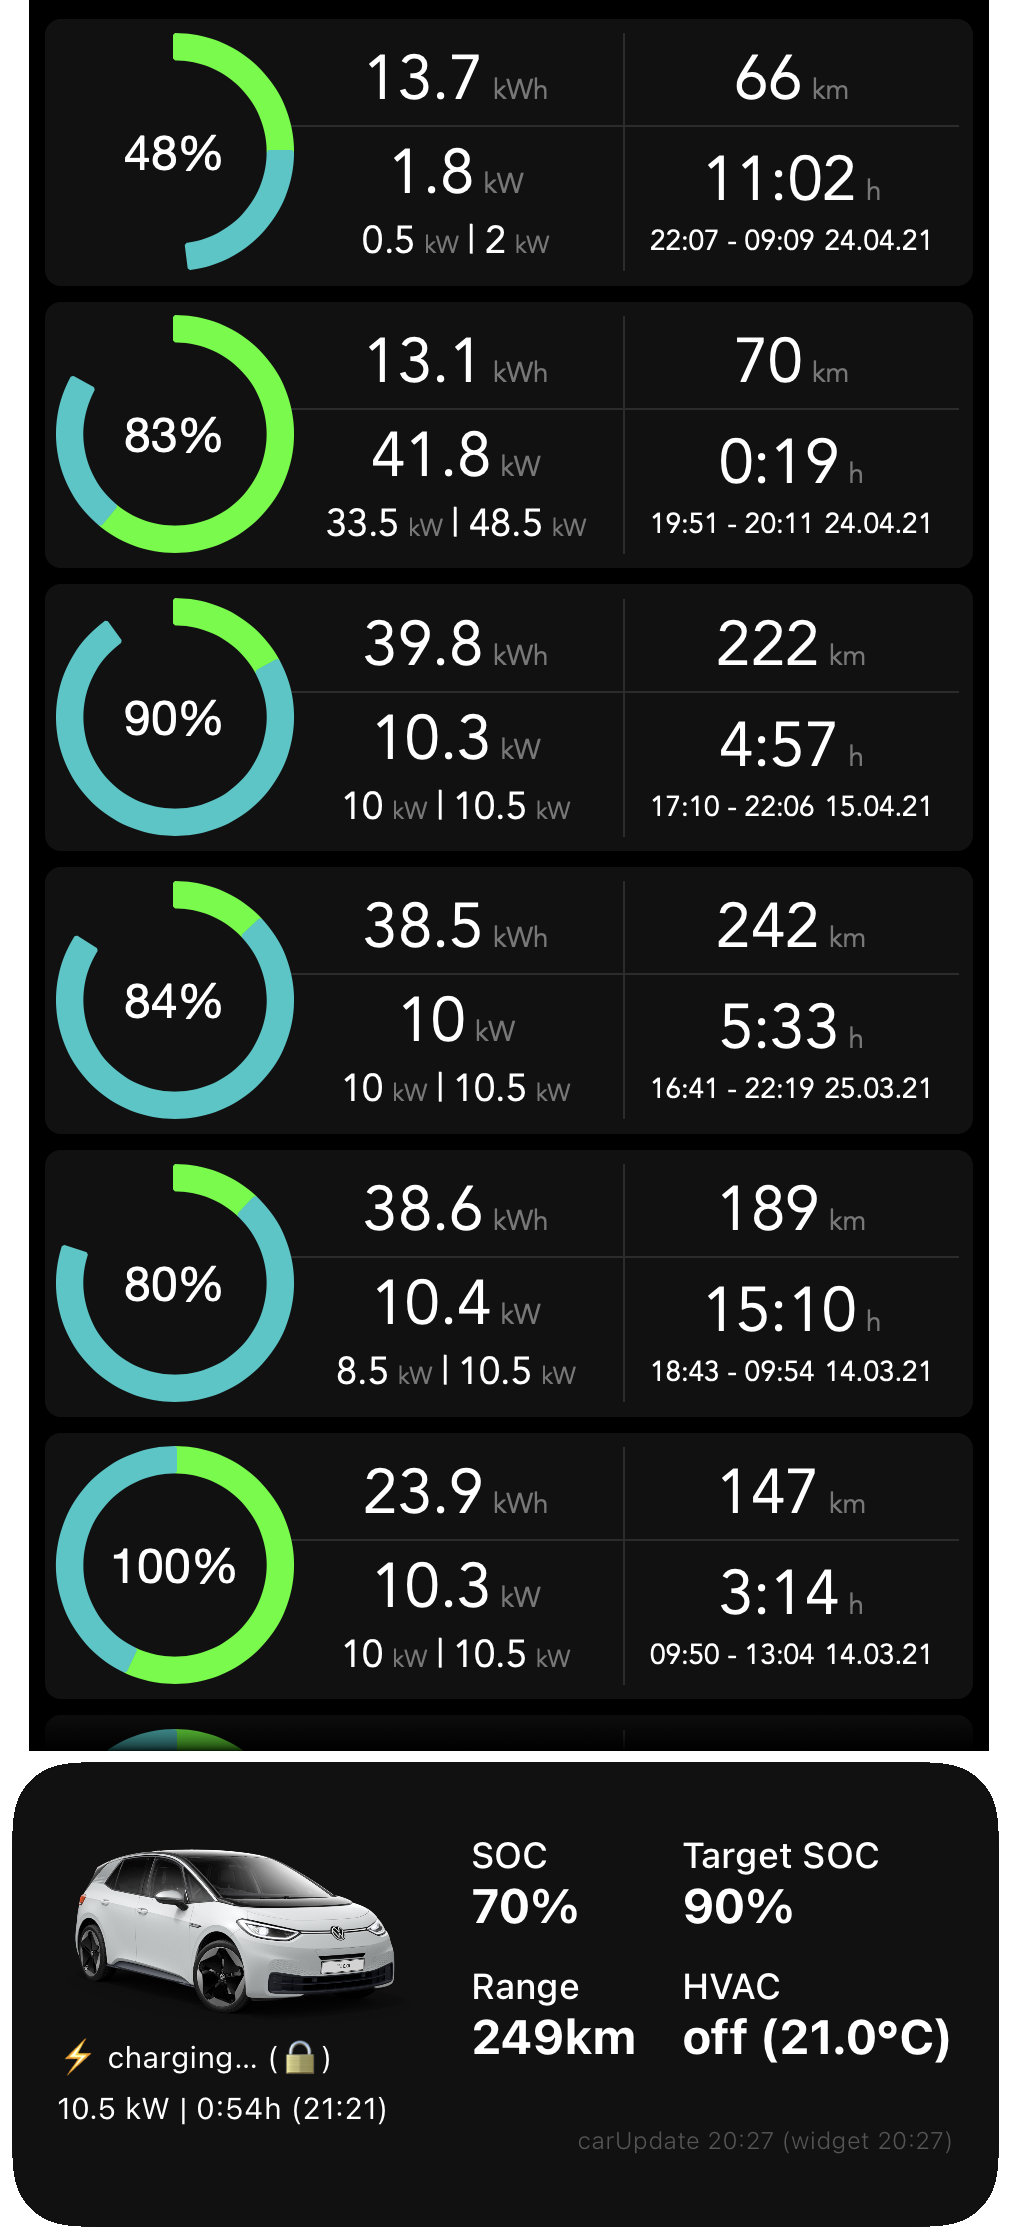 48%
13.7 kWh
66 km
1.8 kW
0.5 kW | 2 kW
11:02 h
22:07 - 09:09 24.04.21
83%
13.1 kWh
70 km
41.8 kW
33.5 kW | 48.5 kW
0:19 h
19:51 - 20:11 24.04.21
90%
39.8 kWh
222 km
10.3 kW
10 kW | 10.5 kW
4:57 h
17:10 - 22:06 15.04.21
84%
38.5 kWh
242 km
10 kW
10 kW | 10.5 kW
5:33 h
16:41 - 22:19 25.03.21
80%
38.6 kWh
189 km
10.4 kW
8.5 kW | 10.5 kW
15:10 h
18:43 - 09:54 14.03.21
100%
23.9 kWh
147 km
10.3 kW
10 kW | 10.5 kW
3:14 h
09:50 - 13:04 14.03.21
SOC
70%
Target SOC
90%
Range
249km
HVAC
off (21.0°C)
⚡ charging... (🔒)
10.5 kW | 0:54h (21:21)
carUpdate 20:27 (widget 20:27)